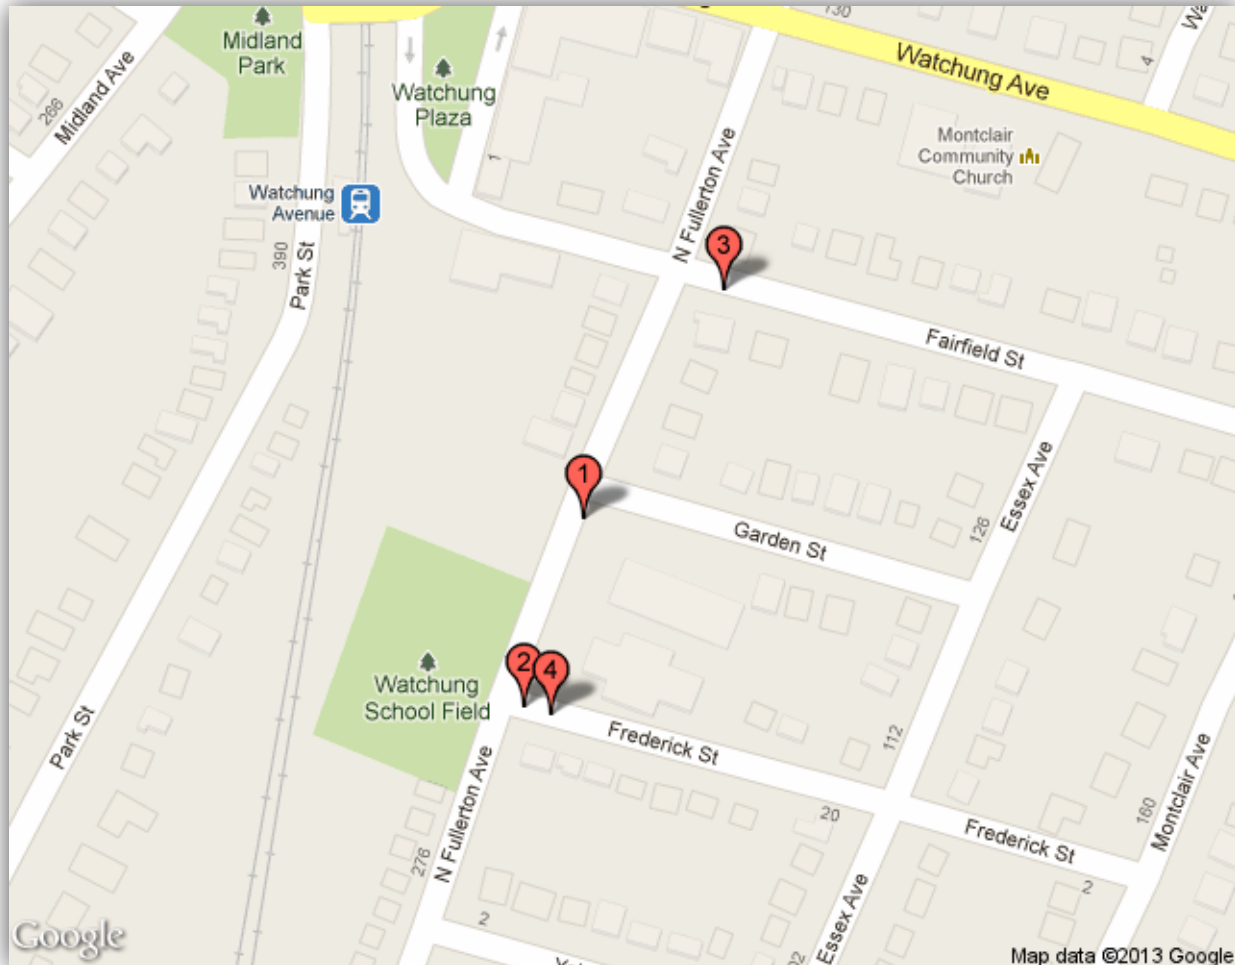 130
Midland
Park
Watchung Ave
4
Watchung
Plaza
266
Midland Ave
Montclair
Community
Church
1
N Fullerton Ave
Watchung
Avenue
390
Park St
3
Fairfield St
1
Essex Ave
126
Garden St
2
4
Watchung
School Field
Frederick St
112
Park St
N Fullerton Ave
276
20
Frederick St
160
Montclair Ave
2
2
Essex Ave
Google
Map data ©2013 Google